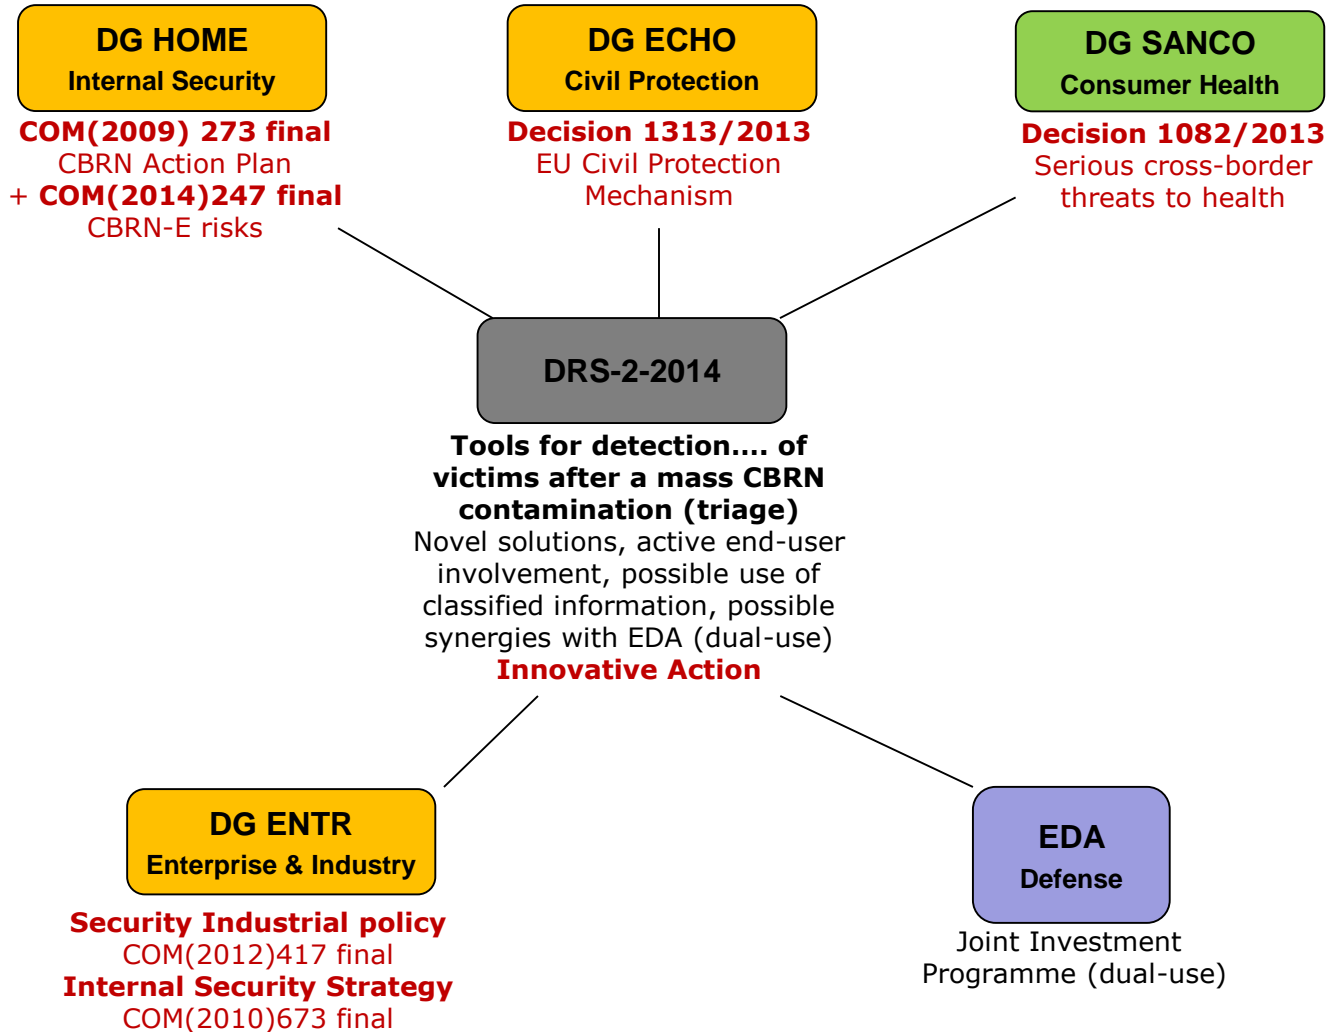 DG HOME
Internal Security
COM(2009) 273 final
CBRN Action Plan
+ COM(2014)247 final
CBRN-E risks
DG ECHO
Civil Protection
Decision 1313/2013
EU Civil Protection
Mechanism
DG SANCO
Consumer Health
Decision 1082/2013
Serious cross-border
threats to health
DRS-2-2014
Tools for detection.... of
victims after a mass CBRN
contamination (triage)
Novel solutions, active end-user
involvement, possible use of
classified information, possible
synergies with EDA (dual-use)
Innovative Action
DG ENTR
Enterprise & Industry
Security Industrial policy
COM(2012)417 final
Internal Security Strategy
COM(2010)673 final
EDA
Defense
Joint Investment
Programme (dual-use)